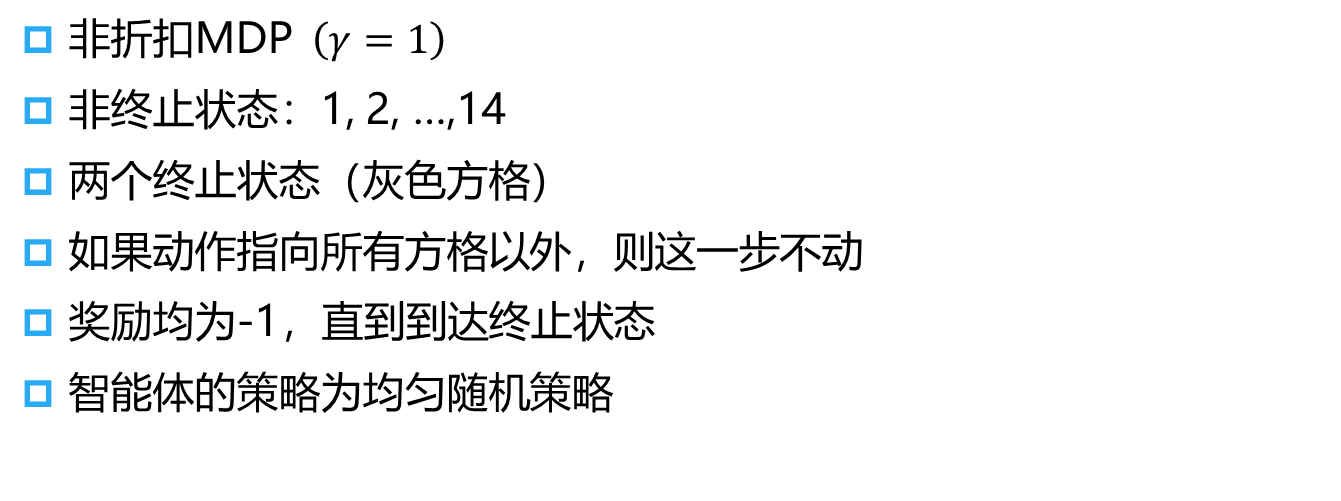 非折扣MDP (γ = 1)
非终止状态：1, 2, …,14
两个终止状态（灰色方格）
如果动作指向所有方格以外，则这一步不动
奖励均为-1，直到到达终止状态
智能体的策略为均匀随机策略